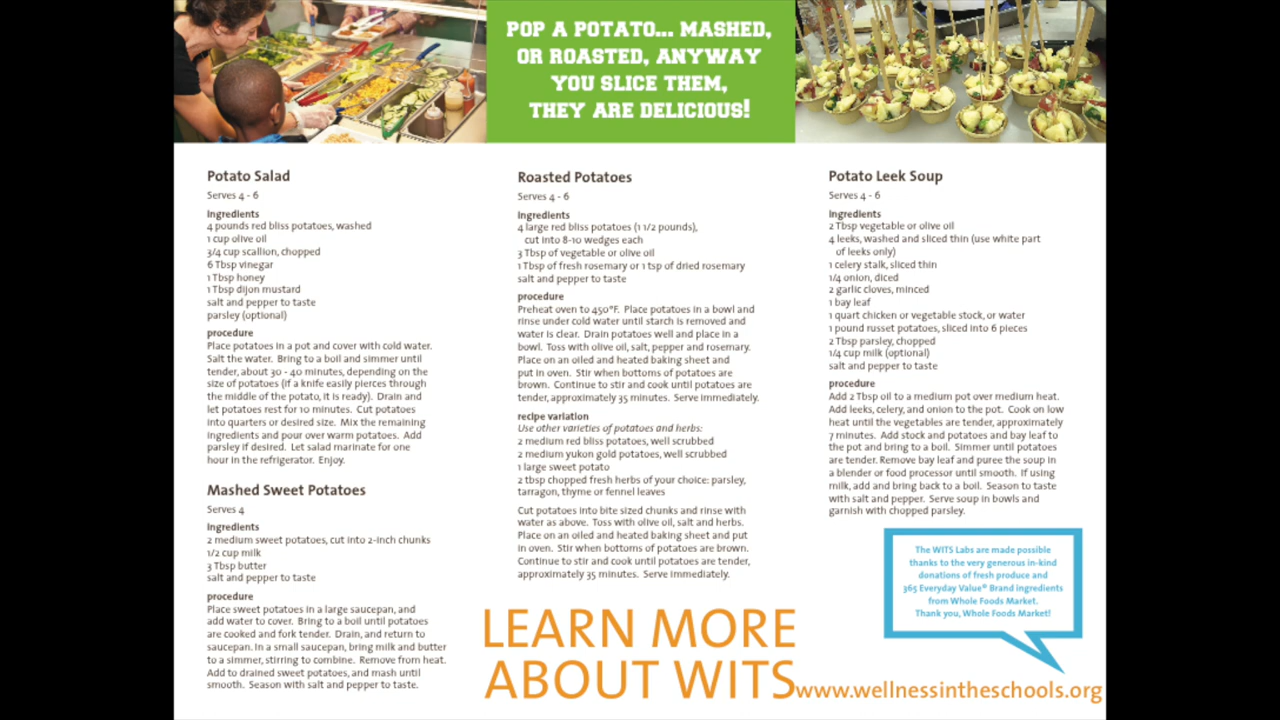 POP A POTATO... MASHED,
OR ROASTED, ANYWAY
YOU SLICE THEM,
THEY ARE DELICIOUS!
Potato Salad
Serves 4 - 6
ingredients
4 pounds red bliss potatoes, washed
1 cup olive oil
3/4 cup scallion, chopped
6 Tbsp vinegar
1 Tbsp honey
1 Tbsp dijon mustard
salt and pepper to taste
parsley (optional)
procedure
Place potatoes in a pot and cover with cold water.
Salt the water. Bring to a boil and simmer until
tender, about 30 - 40 minutes, depending on the
size of potatoes (if a knife easily pierces through
the middle of the potato, it is ready). Drain and
let potatoes rest for 10 minutes. Cut potatoes
into quarters or desired size. Mix the remaining
ingredients and pour over warm potatoes. Add
parsley if desired. Let salad marinate for one
hour in the refrigerator. Enjoy.
Mashed Sweet Potatoes
Serves 4
ingredients
2 medium sweet potatoes, cut into 2-inch chunks
1/2 cup milk
3 Tbsp butter
salt and pepper to taste
procedure
Place sweet potatoes in a large saucepan, and
add water to cover. Bring to a boil until potatoes
are cooked and fork tender. Drain, and return to
saucepan. In a small saucepan, bring milk and butter
to a simmer, stirring to combine. Remove from heat.
Add to drained sweet potatoes, and mash until
smooth. Season with salt and pepper to taste.
Roasted Potatoes
Serves 4 - 6
ingredients
4 large red bliss potatoes (1 1/2 pounds),
cut into 8-10 wedges each
3 Tbsp of vegetable or olive oil
1 Tbsp of fresh rosemary or 1 tsp of dried rosemary
salt and pepper to taste
procedure
Preheat oven to 450°F. Place potatoes in a bowl and
rinse under cold water until starch is removed and
water is clear. Drain potatoes well and place in a
bowl. Toss with olive oil, salt, pepper and rosemary.
Place on an oiled and heated baking sheet and
put in oven. Stir when bottoms of potatoes are
brown. Continue to stir and cook until potatoes are
tender, approximately 35 minutes. Serve immediately.
recipe variation
Use other varieties of potatoes and herbs:
2 medium red bliss potatoes, well scrubbed
2 medium yukon gold potatoes, well scrubbed
1 large sweet potato
2 tbsp chopped fresh herbs of your choice: parsley,
tarragon, thyme or fennel leaves
Cut potatoes into bite sized chunks and rinse with
water as above. Toss with olive oil, salt and herbs.
Place on an oiled and heated baking sheet and put
in oven. Stir when bottoms of potatoes are brown.
Continue to stir and cook until potatoes are tender,
approximately 35 minutes. Serve immediately.
Potato Leek Soup
Serves 4 - 6
ingredients
2 Tbsp vegetable or olive oil
4 leeks, washed and sliced thin (use white part
of leeks only)
1 celery stalk, sliced thin
1/4 onion, diced
2 garlic cloves, minced
1 bay leaf
1 quart chicken or vegetable stock, or water
1 pound russet potatoes, sliced into 6 pieces
2 Tbsp parsley, chopped
1/4 cup milk (optional)
salt and pepper to taste
procedure
Add 2 Tbsp oil to a medium pot over medium heat.
Add leeks, celery, and onion to the pot. Cook on low
heat until the vegetables are tender, approximately
7 minutes. Add stock and potatoes and bay leaf to
the pot and bring to a boil. Simmer until potatoes
are tender. Remove bay leaf and puree the soup in
a blender or food processor until smooth. If using
milk, add and bring back to a boil. Season to taste
with salt and pepper. Serve soup in bowls and
garnish with chopped parsley.
The WITS Labs are made possible
thanks to the very generous in-kind
donations of fresh produce and
365 Everyday Value® Brand ingredients
from Whole Foods Market.
Thank you, Whole Foods Market!
LEARN MORE
ABOUT WITS
www.wellnessintheschools.org